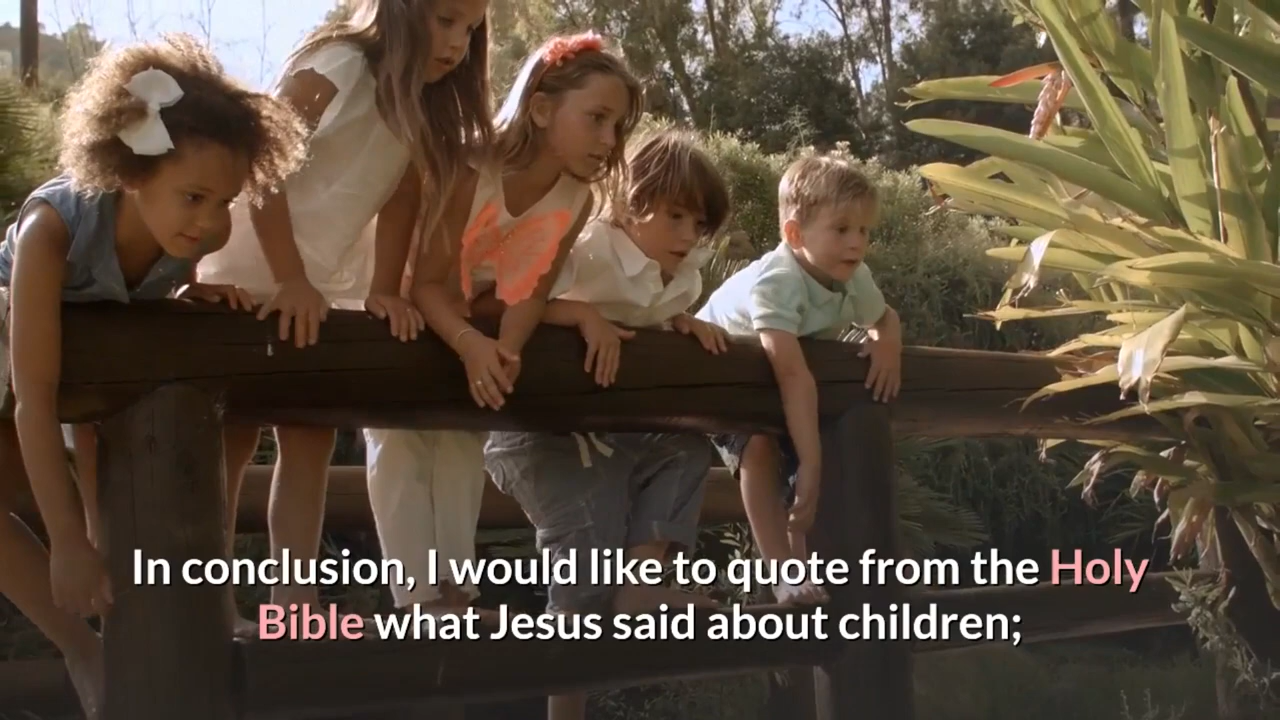 In conclusion, I would like to quote from the Holy
Bible what Jesus said about children;